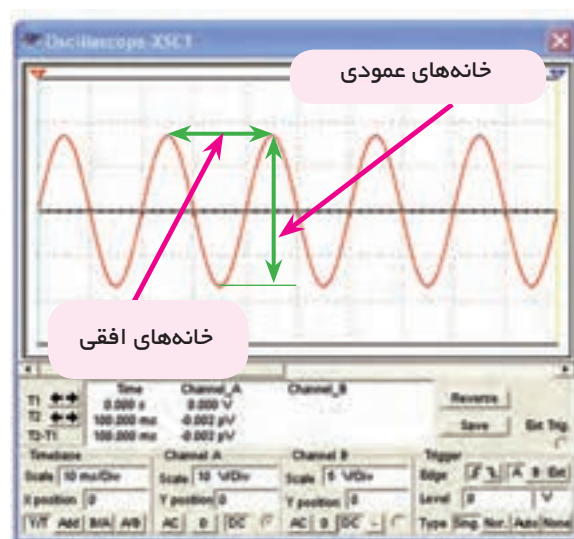 Oscilloscope-XSC1
خانه‌های عمودی
خانه‌های افقی
Time Channel_A Channel_B
T1 0.000 s 0.000 V
T2 100.000 ms -0.002 pV
T2-T1 100.000 ms -0.002 pV
Reverse
Save
Ext Trig.
Timebase Channel A Channel B Trigger
Scale 10 ms/Div Scale 10 V/Div Scale 5 V/Div Edge A B Ext
X position 0 Y position 0 Y position 0 Level 0 V
Y/T Add B/A A/B AC 0 DC AC 0 DC - Type Sing. Nor. Auto None